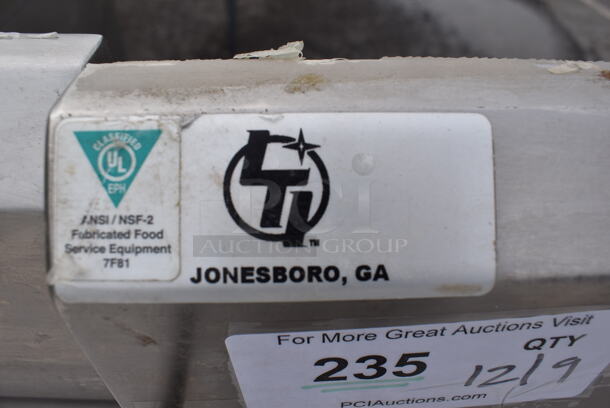 CLASSIFIED
UL
EPH
ANSI / NSF-2
Fabricated Food
Service Equipment
7F81
LTI
TM
PCI
AUCTION GROUP
JONESBORO, GA
For More Great Auctions Visit
235
QTY
12/9
PCIAuctions.com